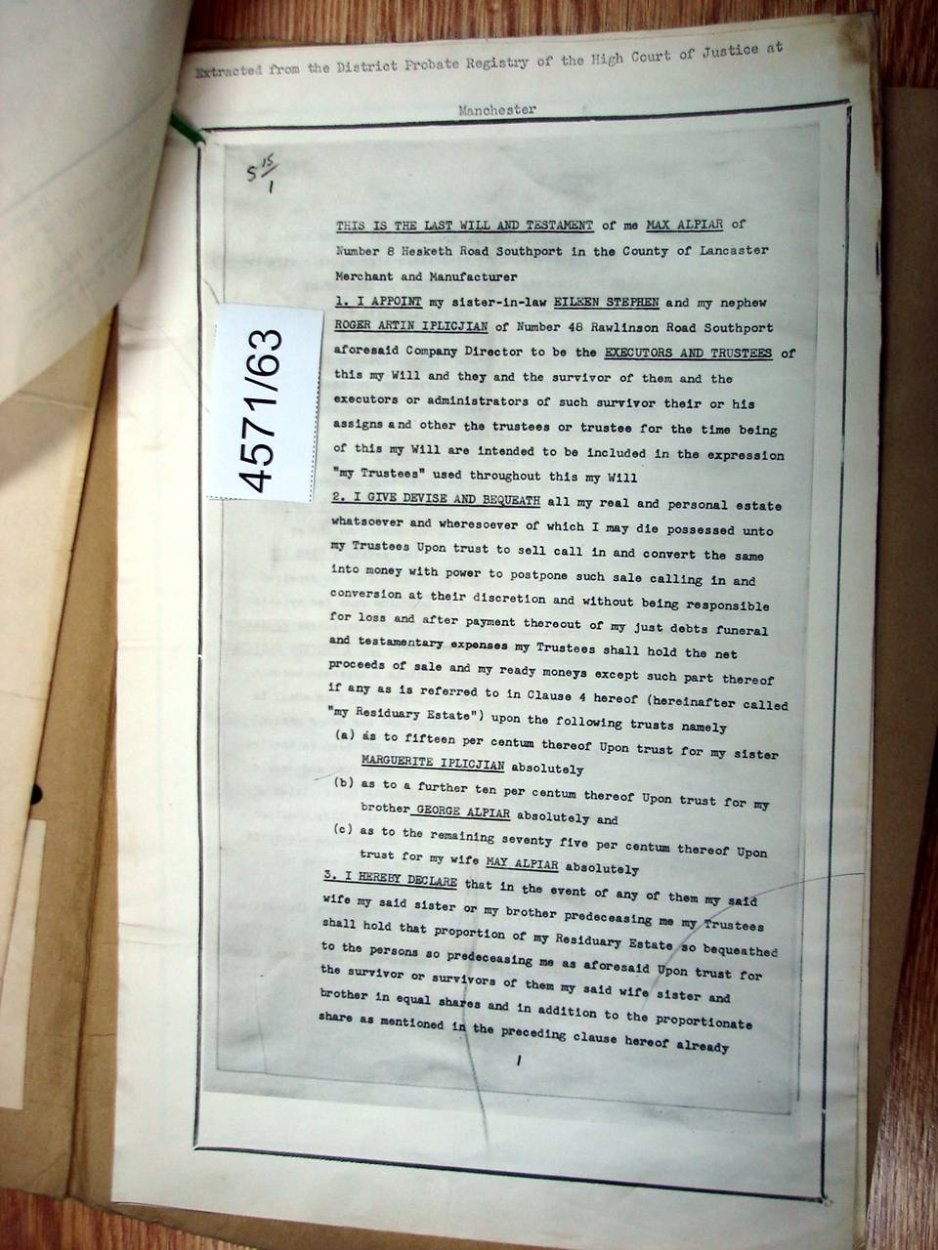 Extracted from the District Probate Registry of the High Court of Justice at
Manchester
S 15/1
4571/63
THIS IS THE LAST WILL AND TESTAMENT of me MAX ALPIAR of
Number 8 Hesketh Road Southport in the County of Lancaster
Merchant and Manufacturer
1. I APPOINT my sister-in-law EILEEN STEPHEN and my nephew
ROGER ARTIN IPLICJIAN of Number 48 Rawlinson Road Southport
aforesaid Company Director to be the EXECUTORS AND TRUSTEES of
this my Will and they and the survivor of them and the
executors or administrators of such survivor their or his
assigns and other the trustees or trustee for the time being
of this my Will are intended to be included in the expression
"my Trustees" used throughout this my Will
2. I GIVE DEVISE AND BEQUEATH all my real and personal estate
whatsoever and wheresoever of which I may die possessed unto
my Trustees Upon trust to sell call in and convert the same
into money with power to postpone such sale calling in and
conversion at their discretion and without being responsible
for loss and after payment thereout of my just debts funeral
and testamentary expenses my Trustees shall hold the net
proceeds of sale and my ready moneys except such part thereof
if any as is referred to in Clause 4 hereof (hereinafter called
"my Residuary Estate") upon the following trusts namely
(a) as to fifteen per centum thereof Upon trust for my sister
MARGUERITE IPLICJIAN absolutely
(b) as to a further ten per centum thereof Upon trust for my
brother GEORGE ALPIAR absolutely and
(c) as to the remaining seventy five per centum thereof Upon
trust for my wife MAY ALPIAR absolutely
3. I HEREBY DECLARE that in the event of any of them my said
wife my said sister or my brother predeceasing me my Trustees
shall hold that proportion of my Residuary Estate so bequeathed
to the persons so predeceasing me as aforesaid Upon trust for
the survivor or survivors of them my said wife sister and
brother in equal shares and in addition to the proportionate
share as mentioned in the preceding clause hereof already
1